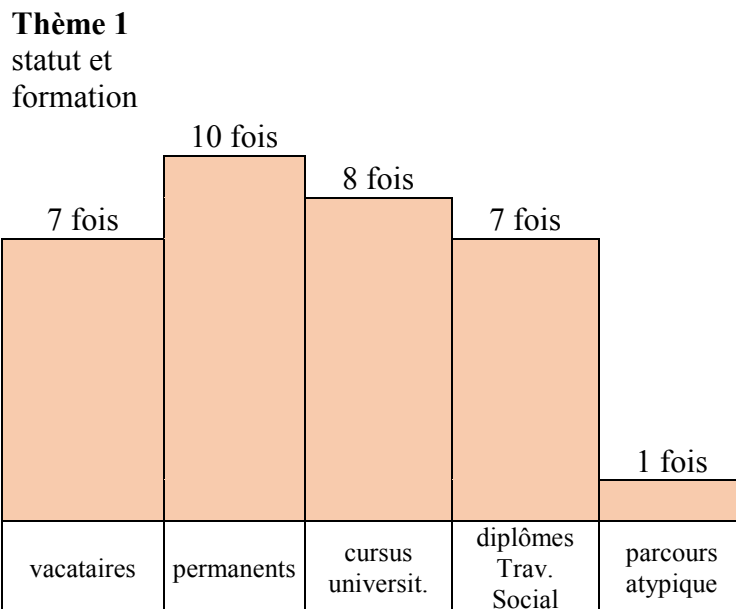 Thème 1
statut et
formation
10 fois
8 fois
7 fois
7 fois
1 fois
vacataires
permanents
cursus
universit.
diplômes
Trav.
Social
parcours
atypique